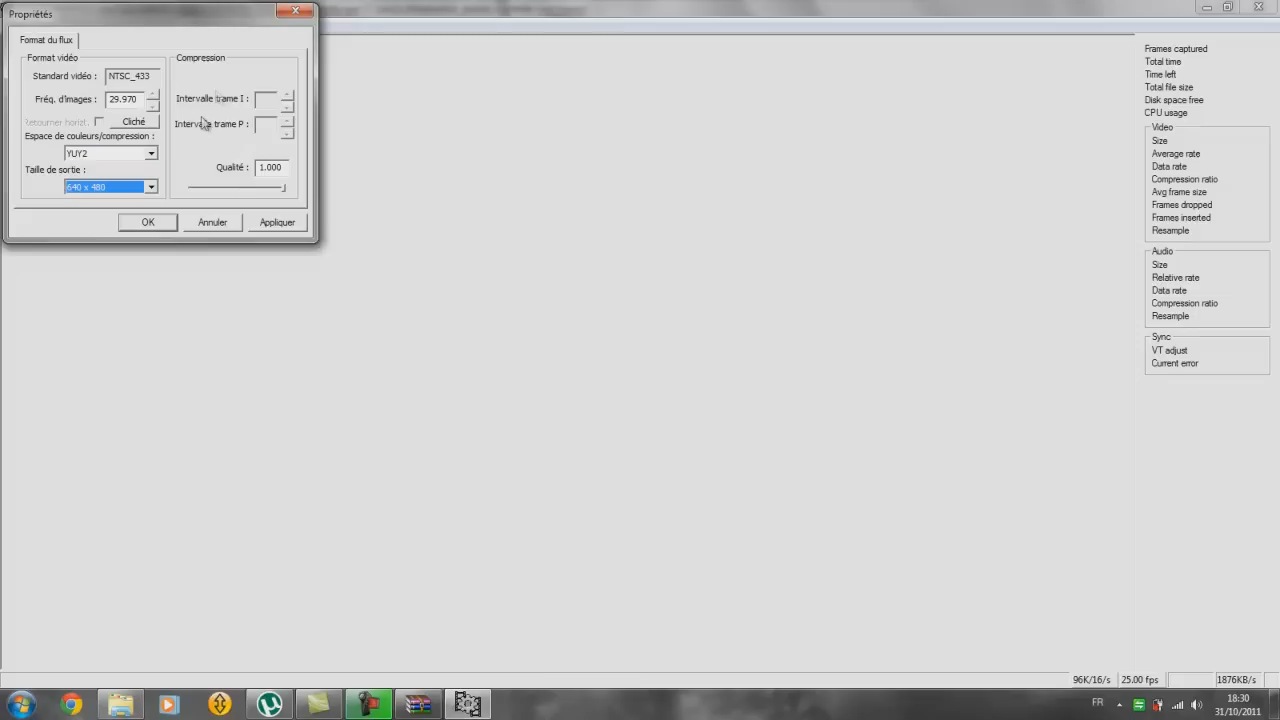 Propriétés
Format du flux
Format vidéo
Standard vidéo : NTSC_433
Fréq. d'images : 29.970
Retourner horizt. Cliché
Espace de couleurs/compression :
YUY2
Taille de sortie :
640 x 480
Compression
Intervalle trame I :
Intervalle trame P :
Qualité : 1.000
OK Annuler Appliquer
Frames captured
Total time
Time left
Total file size
Disk space free
CPU usage
Video
Size
Average rate
Data rate
Compression ratio
Avg frame size
Frames dropped
Frames inserted
Resample
Audio
Size
Relative rate
Data rate
Compression ratio
Resample
Sync
VT adjust
Current error
96K/16/s 25.00 fps 1876KB/s
FR 18:30
31/10/2011